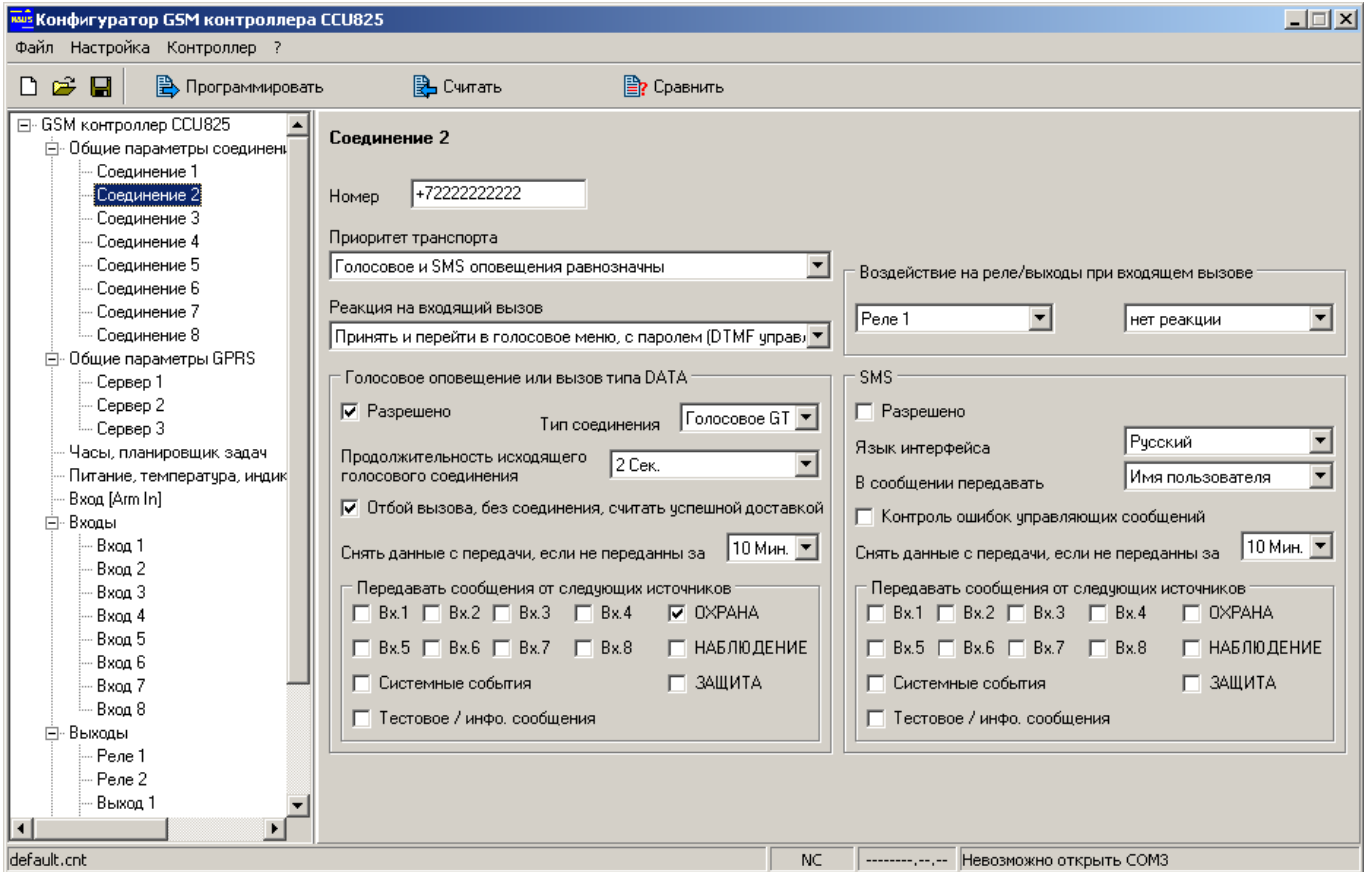 Конфигуратор GSM контроллера CCU825
Файл Настройка Контроллер ?
Программировать Считать Сравнить
GSM контроллер CCU825
Общие параметры соединени
Соединение 1
Соединение 2
Соединение 3
Соединение 4
Соединение 5
Соединение 6
Соединение 7
Соединение 8
Общие параметры GPRS
Сервер 1
Сервер 2
Сервер 3
Часы, планировщик задач
Питание, температура, индик
Вход [Arm In]
Входы
Вход 1
Вход 2
Вход 3
Вход 4
Вход 5
Вход 6
Вход 7
Вход 8
Выходы
Реле 1
Реле 2
Выход 1
Соединение 2
Номер +72222222222
Приоритет транспорта
Голосовое и SMS оповещения равнозначны
Реакция на входящий вызов
Принять и перейти в голосовое меню, с паролем (DTMF управл
Воздействие на реле/выходы при входящем вызове
Реле 1 нет реакции
Голосовое оповещение или вызов типа DATA
Разрешено Тип соединения Голосовое GT
Продолжительность исходящего
голосового соединения 2 Сек.
Отбой вызова, без соединения, считать успешной доставкой
Снять данные с передачи, если не переданны за 10 Мин.
Передавать сообщения от следующих источников
Вх.1 Вх.2 Вх.3 Вх.4 ОХРАНА
Вх.5 Вх.6 Вх.7 Вх.8 НАБЛЮДЕНИЕ
Системные события ЗАЩИТА
Тестовое / инфо. сообщения
SMS
Разрешено
Язык интерфейса Русский
В сообщении передавать Имя пользователя
Контроль ошибок управляющих сообщений
Снять данные с передачи, если не переданны за 10 Мин.
Передавать сообщения от следующих источников
Вх.1 Вх.2 Вх.3 Вх.4 ОХРАНА
Вх.5 Вх.6 Вх.7 Вх.8 НАБЛЮДЕНИЕ
Системные события ЗАЩИТА
Тестовое / инфо. сообщения
default.cnt NC --------,--,-- Невозможно открыть COM3